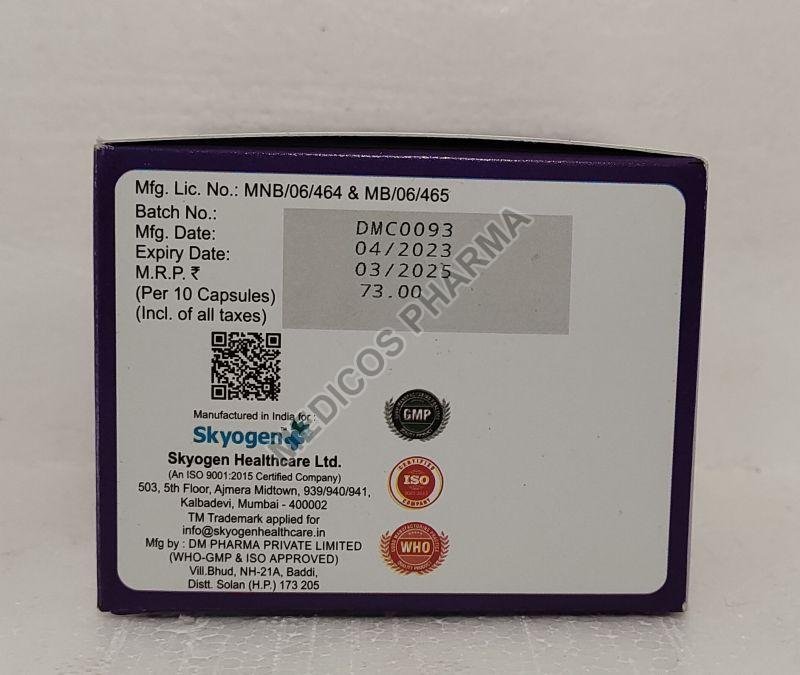 Mfg. Lic. No.: MNB/06/464 & MB/06/465
Batch No.: DMC0093
Mfg. Date: 04/2023
Expiry Date: 03/2025
M.R.P. ₹ 73.00
(Per 10 Capsules)
(Incl. of all taxes)
Manufactured in India for :
Skyogen™
Skyogen Healthcare Ltd.
(An ISO 9001:2015 Certified Company)
503, 5th Floor, Ajmera Midtown, 939/940/941,
Kalbadevi, Mumbai - 400002
TM Trademark applied for
info@skyogenhealthcare.in
Mfg by : DM PHARMA PRIVATE LIMITED
(WHO-GMP & ISO APPROVED)
Vill.Bhud, NH-21A, Baddi,
Distt. Solan (H.P.) 173 205
GMP
CERTIFIED
ISO
COMPANY
WHO
MEDICOS PHARMA